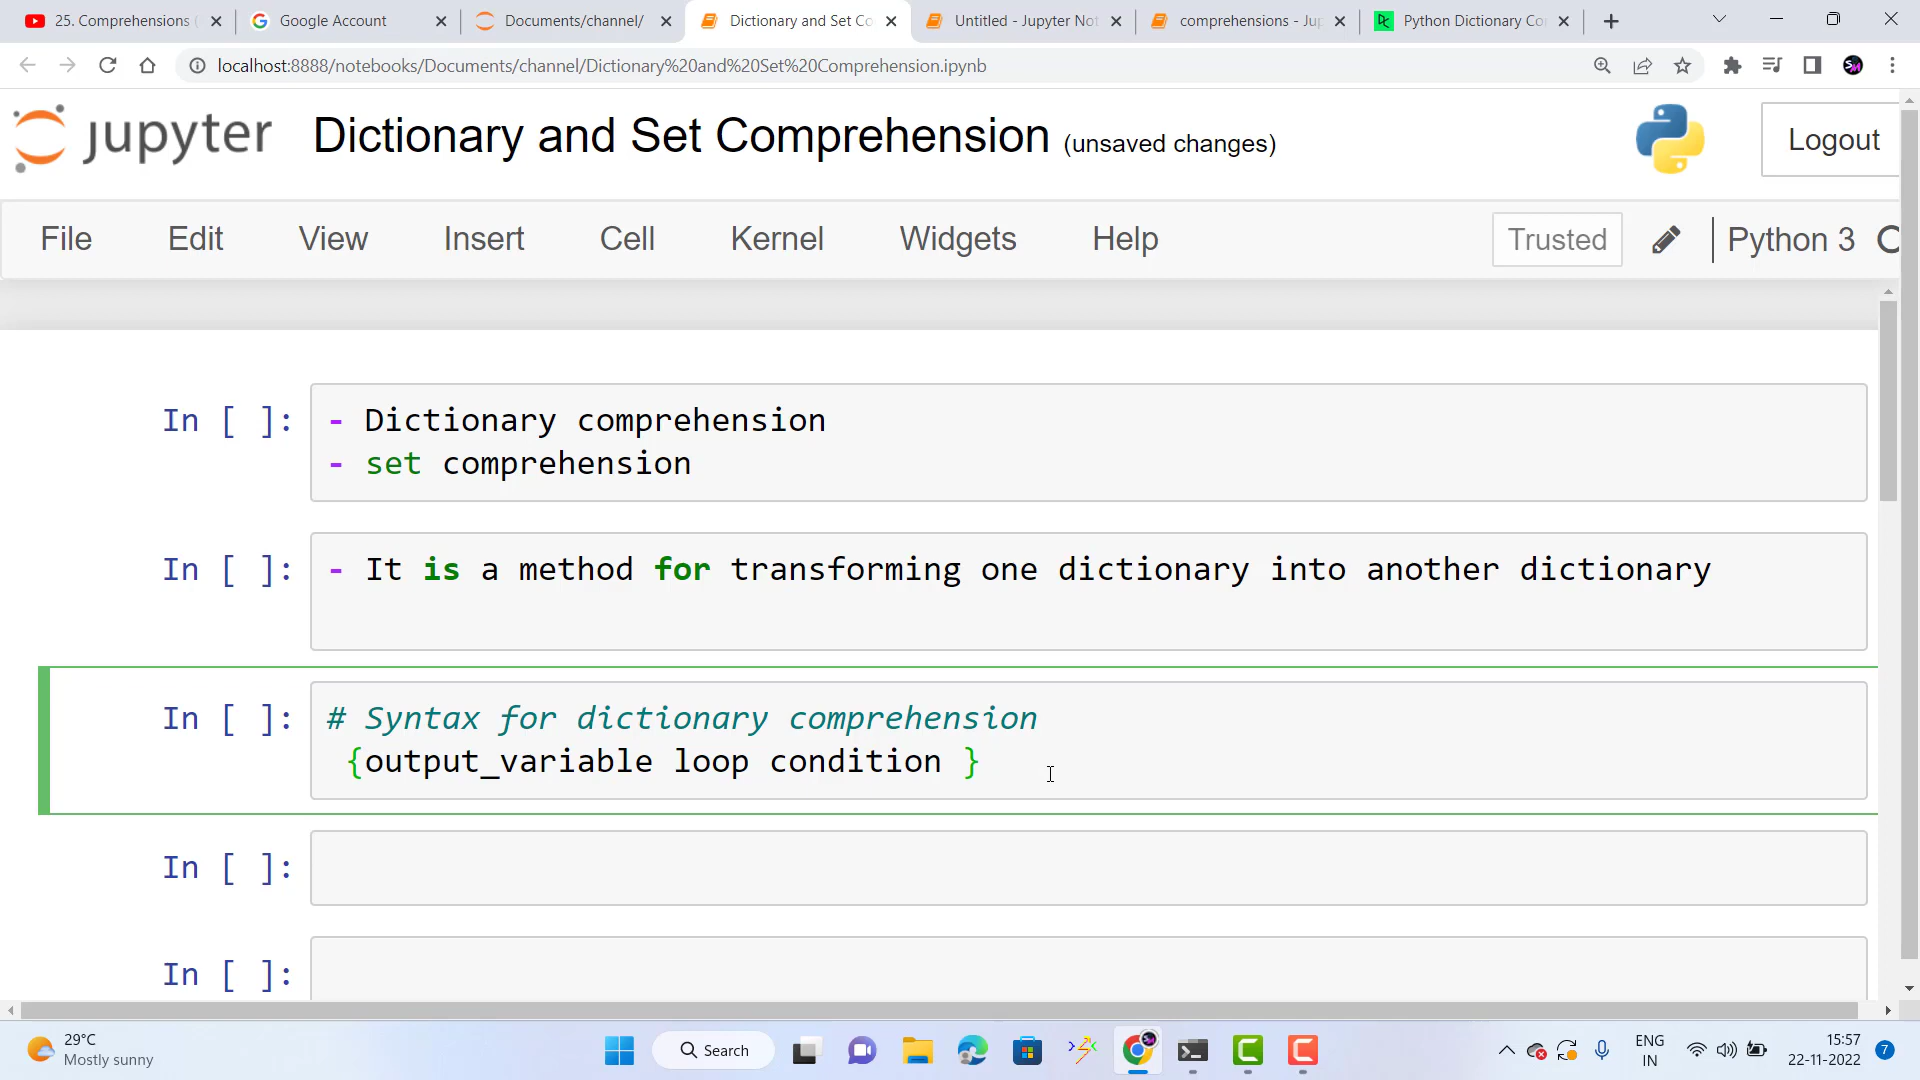 25. Comprehensions (
Google Account
Documents/channel/
Dictionary and Set Co
Untitled - Jupyter Not
comprehensions - Jup
Python Dictionary Co
localhost:8888/notebooks/Documents/channel/Dictionary%20and%20Set%20Comprehension.ipynb
jupyter Dictionary and Set Comprehension (unsaved changes)
Logout
File Edit View Insert Cell Kernel Widgets Help
Trusted
Python 3
In [ ]: - Dictionary comprehension
- set comprehension
In [ ]: - It is a method for transforming one dictionary into another dictionary
In [ ]: # Syntax for dictionary comprehension
{output_variable loop condition }
In [ ]:
In [ ]:
29°C
Mostly sunny
Search
ENG
IN
15:57
22-11-2022
7